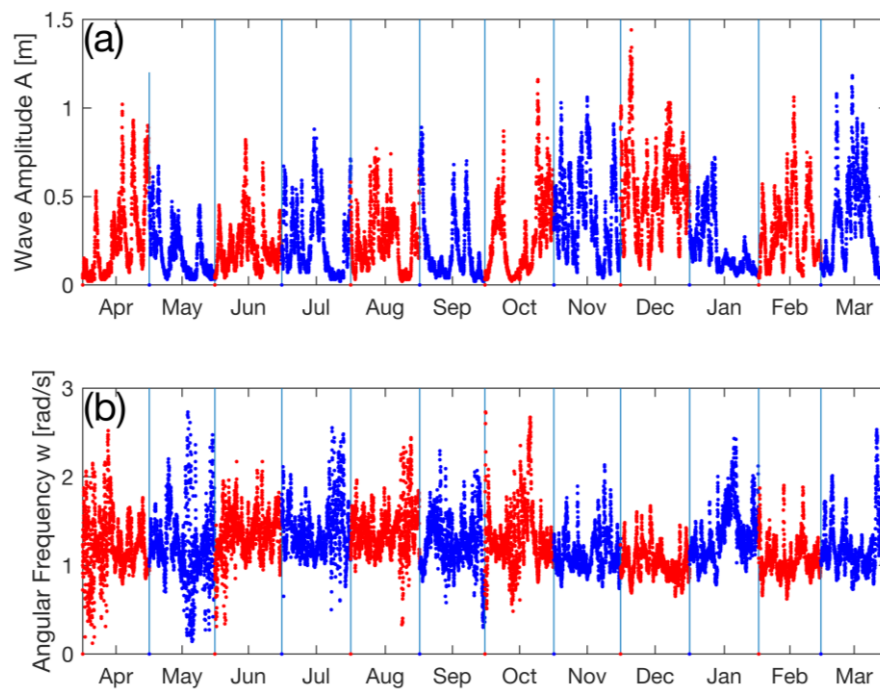 (a)
Wave Amplitude A [m]
1.5
1
0.5
0
Apr May Jun Jul Aug Sep Oct Nov Dec Jan Feb Mar
(b)
Angular Frequency w [rad/s]
3
2
1
0
Apr May Jun Jul Aug Sep Oct Nov Dec Jan Feb Mar